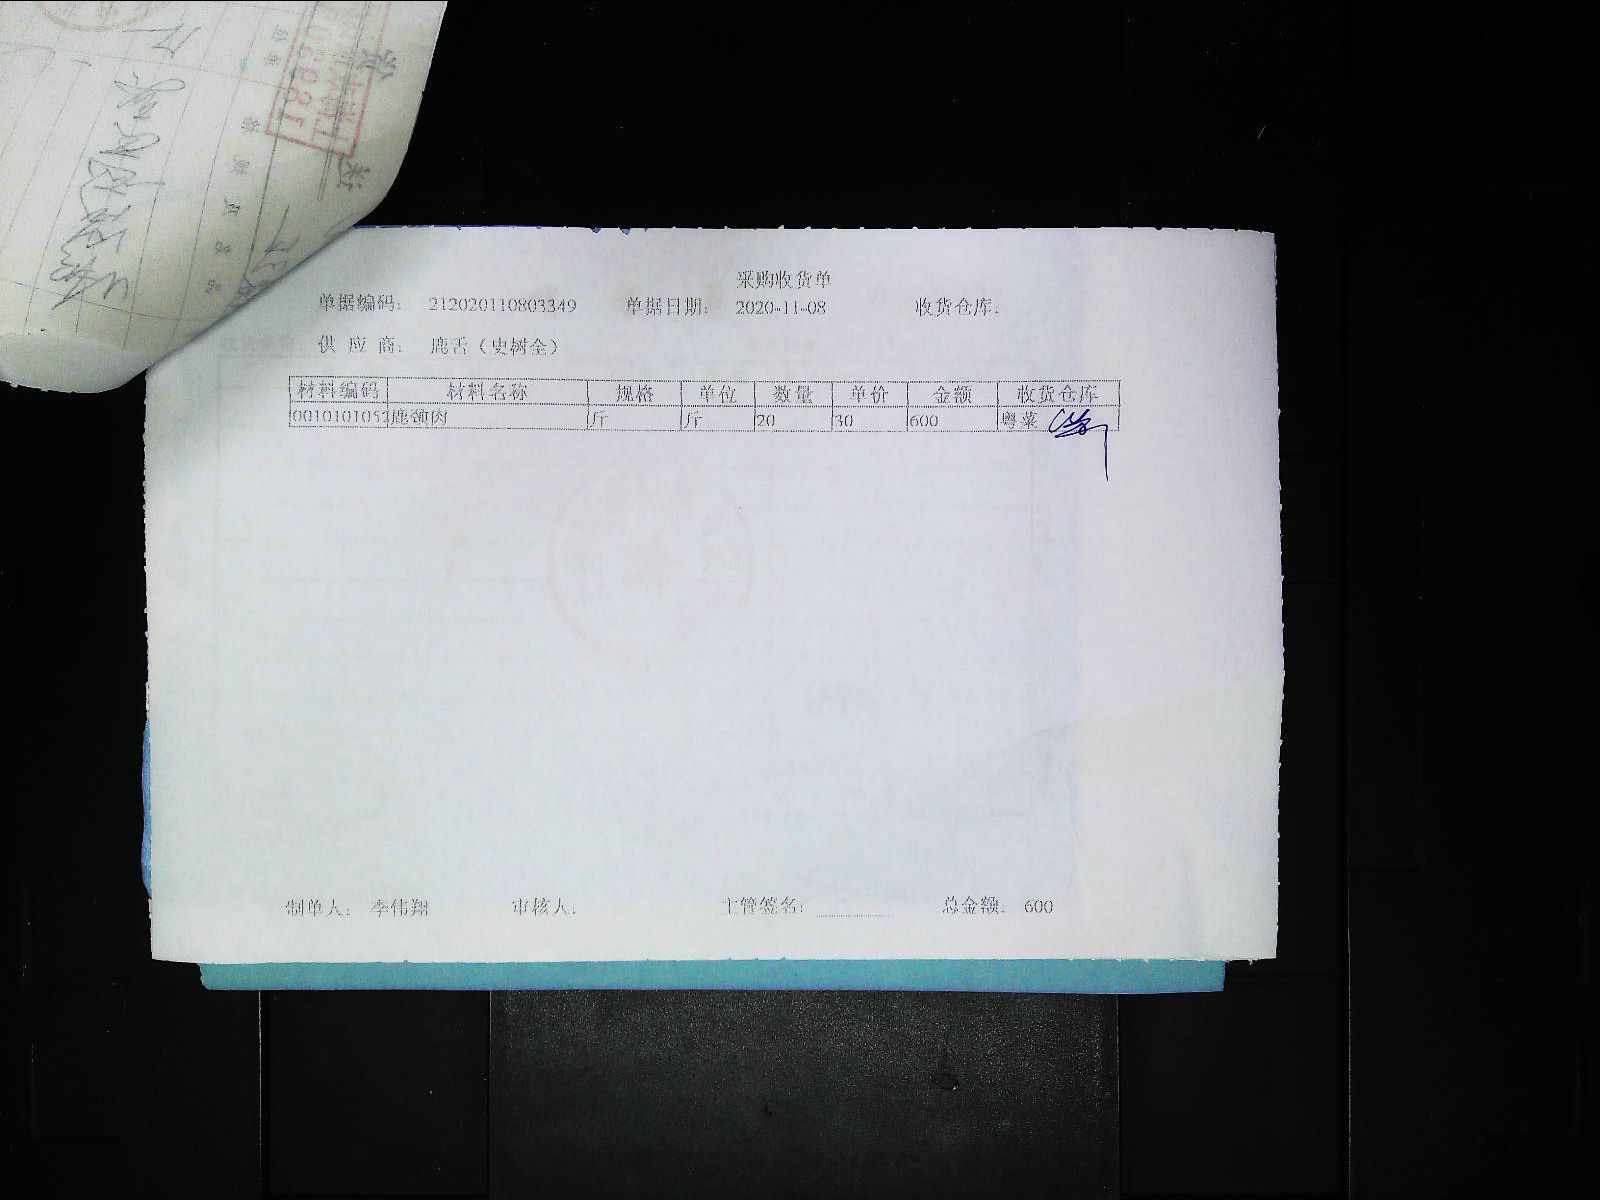 采购收货单
单据编码: 212020110803349 单据日期: 2020-11-08 收货仓库:
供 应 商: 鹿舌（史树全）
材料编码 材料名称 规格 单位 数量 单价 金额 收货仓库
0010101052 鹿颈肉 斤 斤 20 30 600 粤菜
制单人: 李伟翔 审核人: 主管签名: 总金额: 600